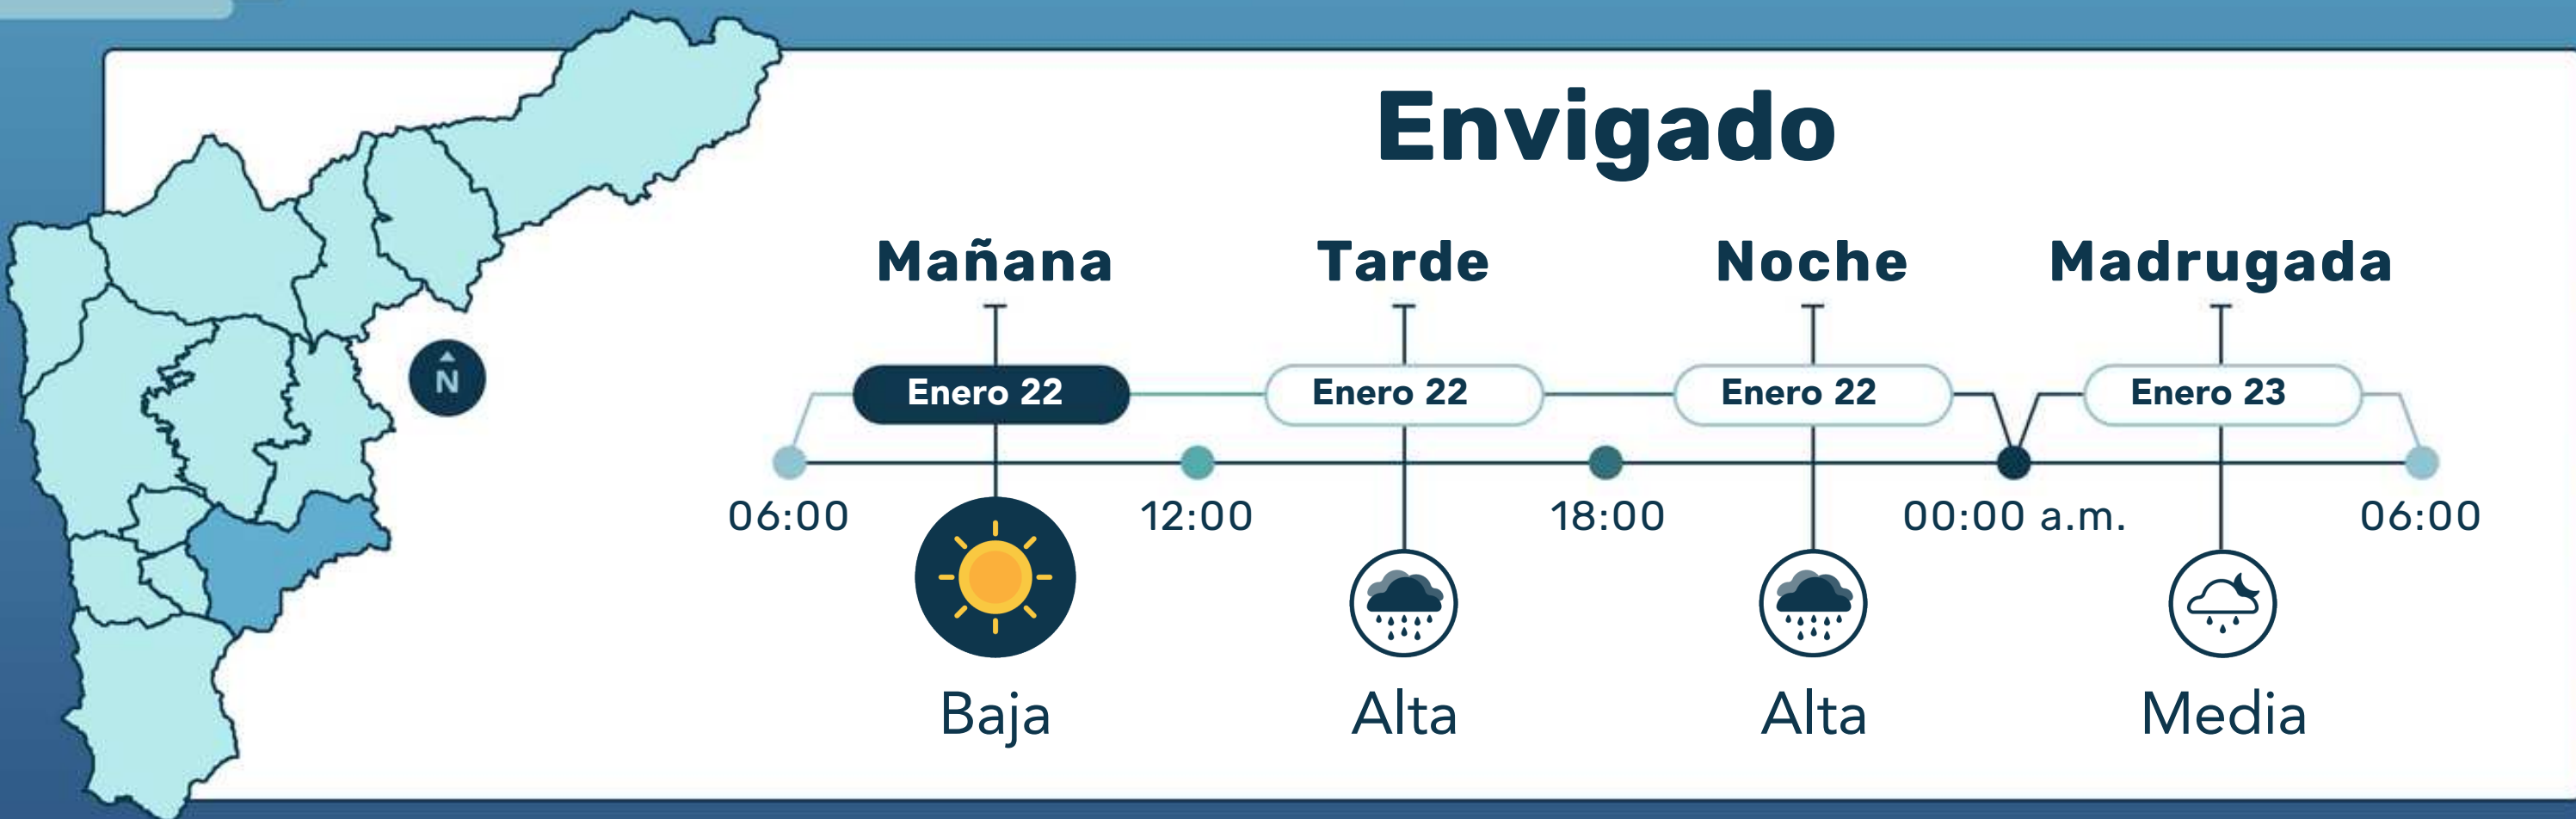 Envigado
Mañana Tarde Noche Madrugada
N
Enero 22 Enero 22 Enero 22 Enero 23
06:00 12:00 18:00 00:00 a.m. 06:00
Baja Alta Alta Media